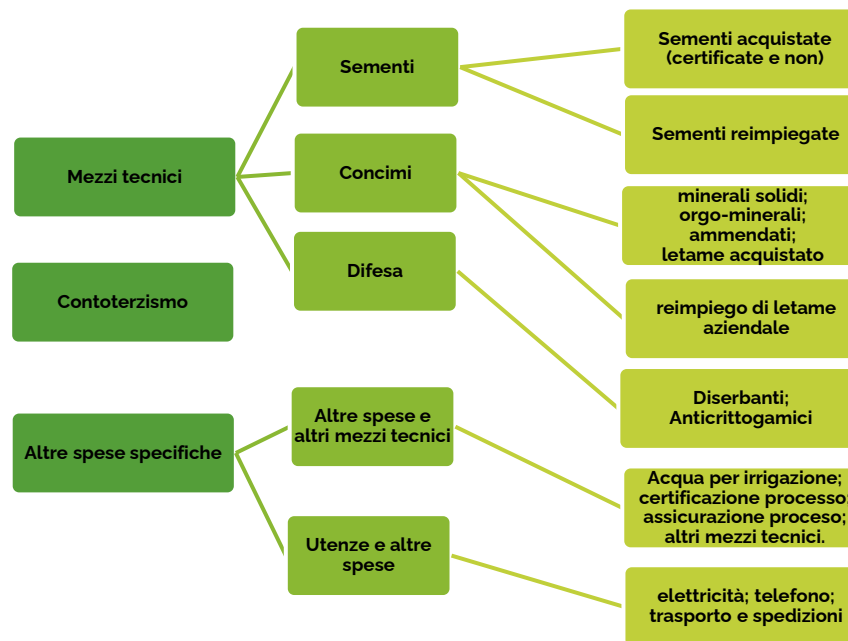 Mezzi tecnici
Contoterzismo
Altre spese specifiche
Sementi
Concimi
Difesa
Altre spese e
altri mezzi tecnici
Utenze e altre
spese
Sementi acquistate
(certificate e non)
Sementi reimpiegate
minerali solidi;
orgo-minerali;
ammendati;
letame acquistato
reimpiego di letame
aziendale
Diserbanti;
Anticrittogamici
Acqua per irrigazione;
certificazione processo;
assicurazione proceso;
altri mezzi tecnici.
elettricità; telefono;
trasporto e spedizioni